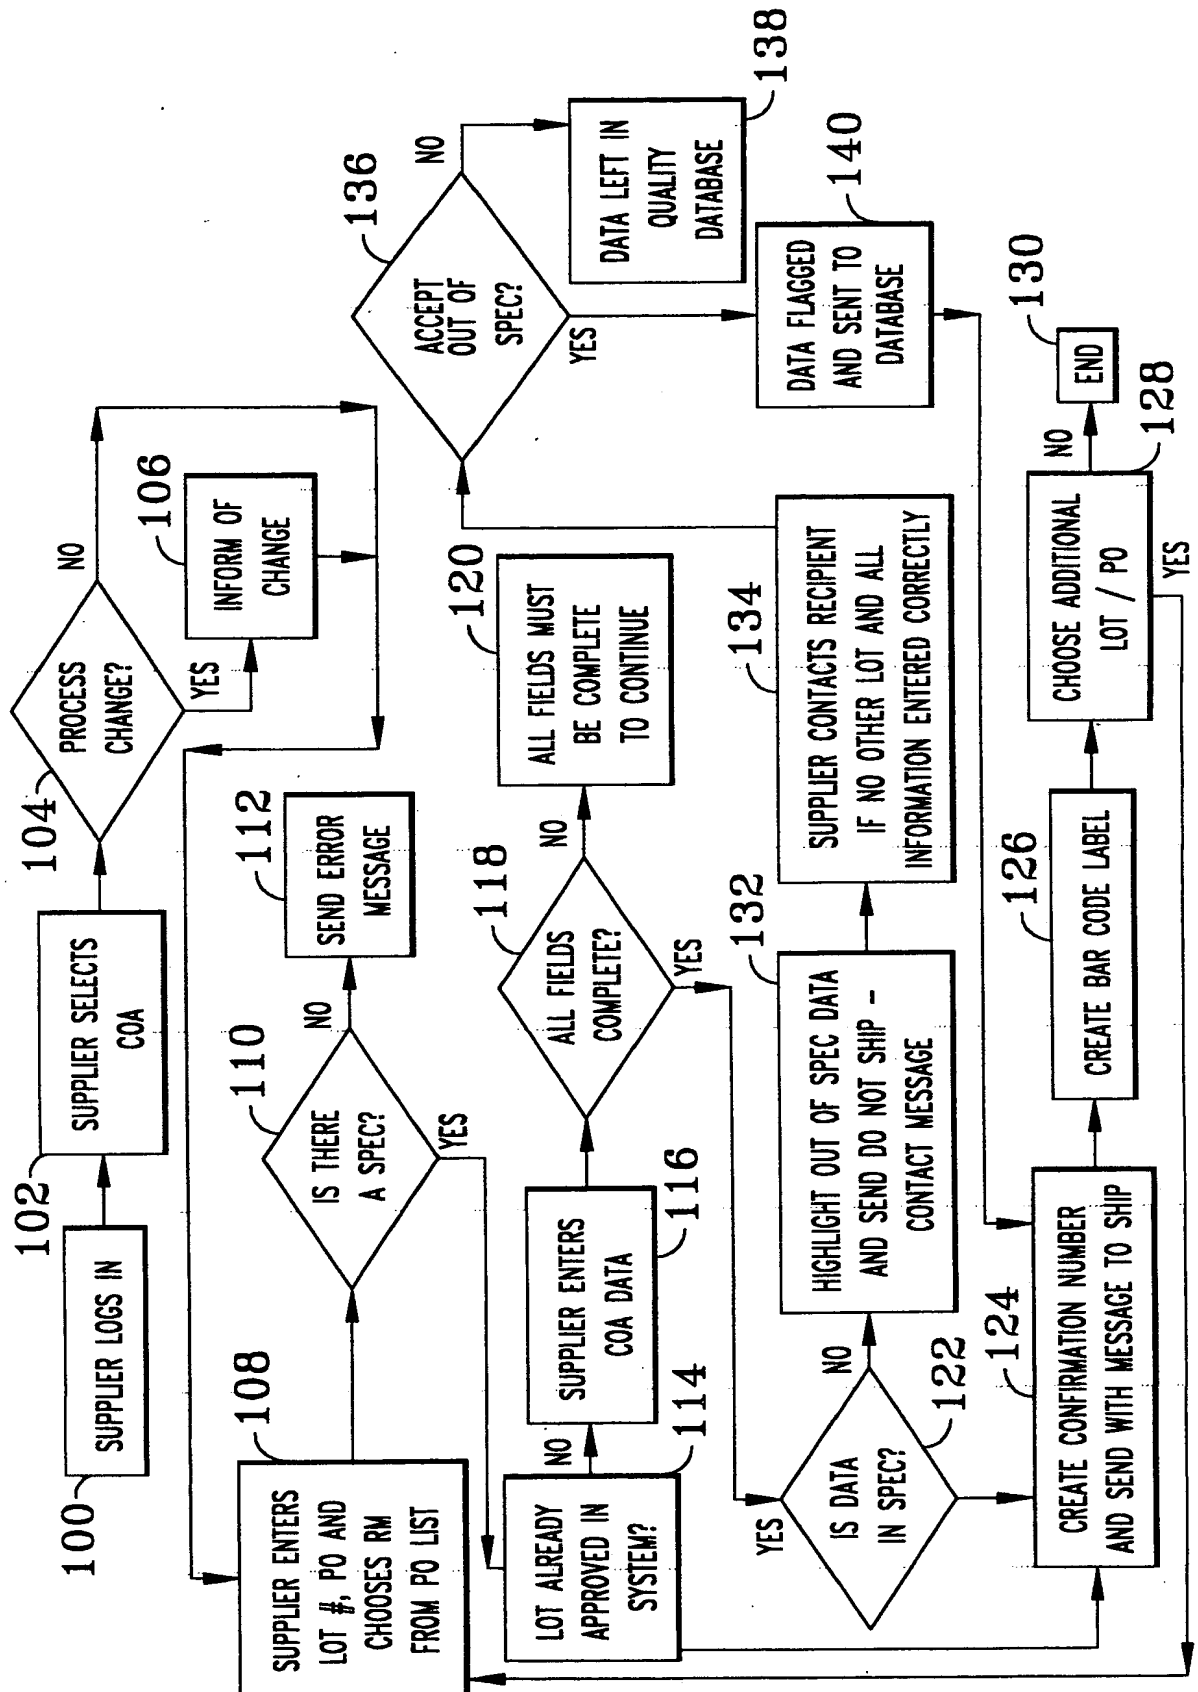 100
SUPPLIER LOGS IN
102
SUPPLIER SELECTS
COA
104
PROCESS
CHANGE?
NO
YES
106
INFORM OF
CHANGE
108
SUPPLIER ENTERS
LOT #, PO AND
CHOOSES RM
FROM PO LIST
110
IS THERE
A SPEC?
NO
YES
112
SEND ERROR
MESSAGE
114
LOT ALREADY
APPROVED IN
SYSTEM?
NO
116
SUPPLIER ENTERS
COA DATA
118
ALL FIELDS
COMPLETE?
NO
YES
120
ALL FIELDS MUST
BE COMPLETE
TO CONTINUE
122
IS DATA
IN SPEC?
YES
NO
132
HIGHLIGHT OUT OF SPEC DATA
AND SEND DO NOT SHIP -
CONTACT MESSAGE
134
SUPPLIER CONTACTS RECIPIENT
IF NO OTHER LOT AND ALL
INFORMATION ENTERED CORRECTLY
136
ACCEPT
OUT OF
SPEC?
NO
YES
138
DATA LEFT IN
QUALITY
DATABASE
140
DATA FLAGGED
AND SENT TO
DATABASE
124
CREATE CONFIRMATION NUMBER
AND SEND WITH MESSAGE TO SHIP
126
CREATE BAR CODE LABEL
128
CHOOSE ADDITIONAL
LOT / PO
NO
YES
130
END